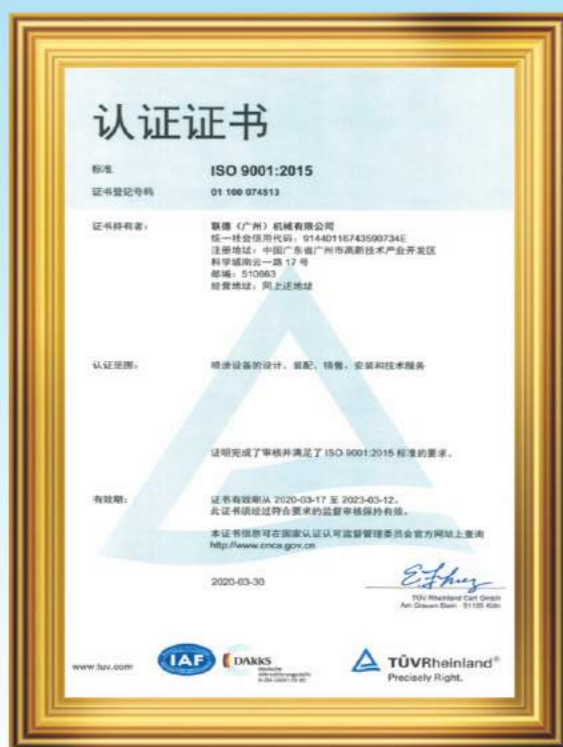 认证证书
标准 ISO 9001:2015
证书登记号码 01 100 074513
证书持有者: 联德（广州）机械有限公司
统一社会信用代码: 91440116743590734E
注册地址: 中国广东省广州市高新技术产业开发区
科学城南云一路 17 号
邮编: 510663
经营地址: 同上述地址
认证范围: 喷涂设备的设计、装配、销售、安装和技术服务
证明完成了审核并满足了 ISO 9001:2015 标准的要求。
有效期: 证书有效期从 2020-03-17 至 2023-03-12。
此证书须经过符合要求的监督审核保持有效。
本证书信息可在国家认证认可监督管理委员会官方网站上查询
http://www.cnca.gov.cn
2020-03-30
TÜV Rheinland Cert GmbH
Am Grauen Stein · 51105 Köln
www.tuv.com
IAF
DAkkS
Deutsche
Akkreditierungsstelle
TÜVRheinland®
Precisely Right.